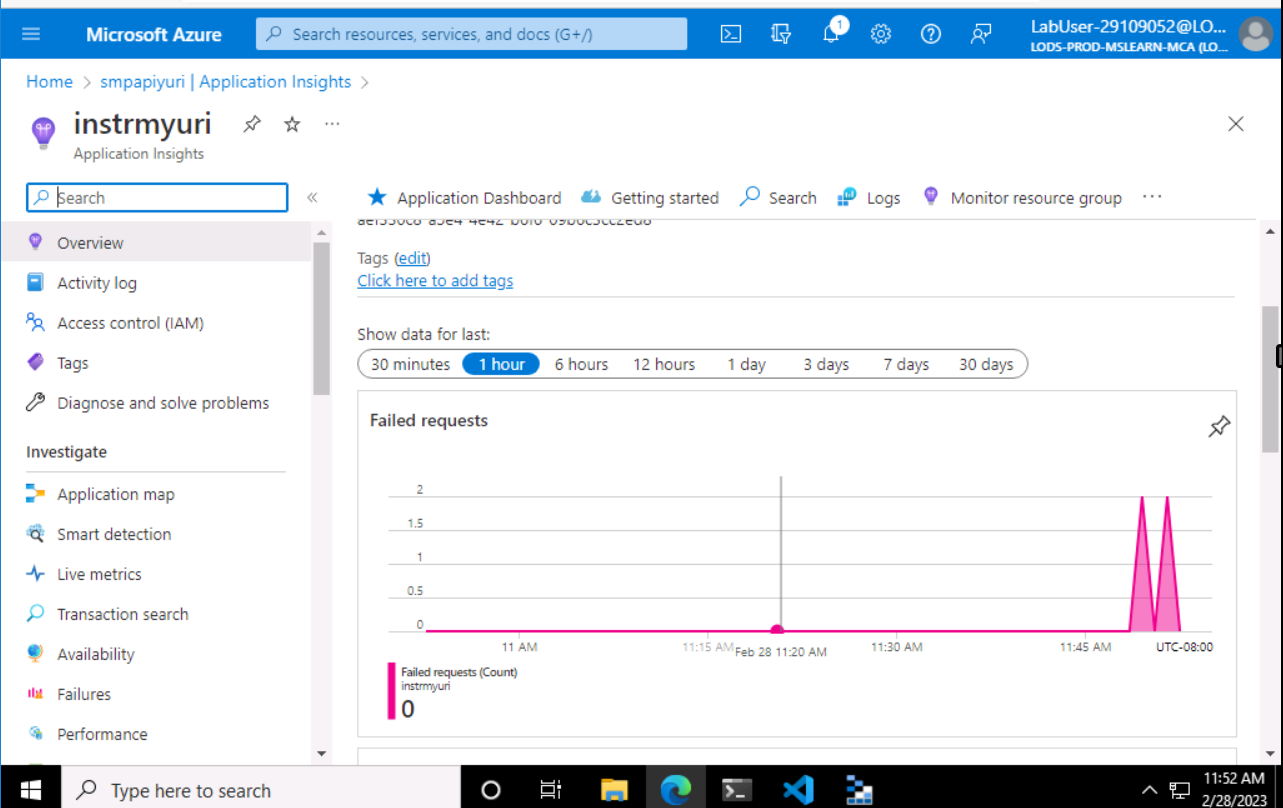 Microsoft Azure
Search resources, services, and docs (G+/)
1
LabUser-29109052@LO...
LODS-PROD-MSLEARN-MCA (LO...
Home > smpapiyuri | Application Insights >
instrmyuri
...
Application Insights
Search
«
Application Dashboard
Getting started
Search
Logs
Monitor resource group
...
Overview
Activity log
Access control (IAM)
Tags
Diagnose and solve problems
Investigate
Application map
Smart detection
Live metrics
Transaction search
Availability
Failures
Performance
Tags (edit)
Click here to add tags
Show data for last:
30 minutes 1 hour 6 hours 12 hours 1 day 3 days 7 days 30 days
Failed requests
2
1.5
1
0.5
0
11 AM 11:15 AM Feb 28 11:20 AM 11:30 AM 11:45 AM UTC-08:00
Failed requests (Count)
instrmyuri
0
Type here to search
11:52 AM
2/28/2023